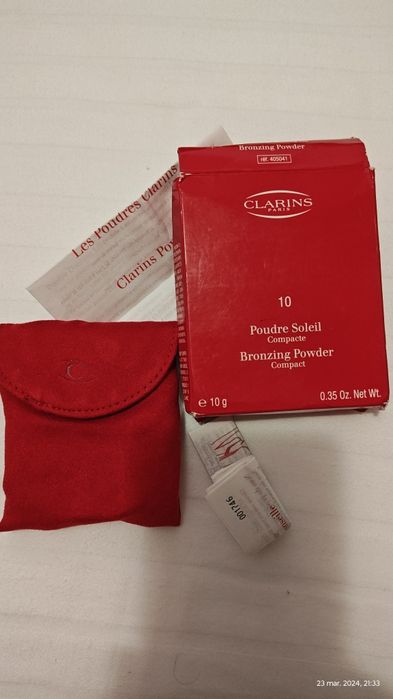 Bronzing Powder
réf. 405041
CLARINS
PARIS
10
Poudre Soleil
Compacte
Bronzing Powder
Compact
e 10 g
0.35 Oz. Net Wt.
Les Poudres Clarins
Clarins Po
001746
23 mar. 2024, 21:33